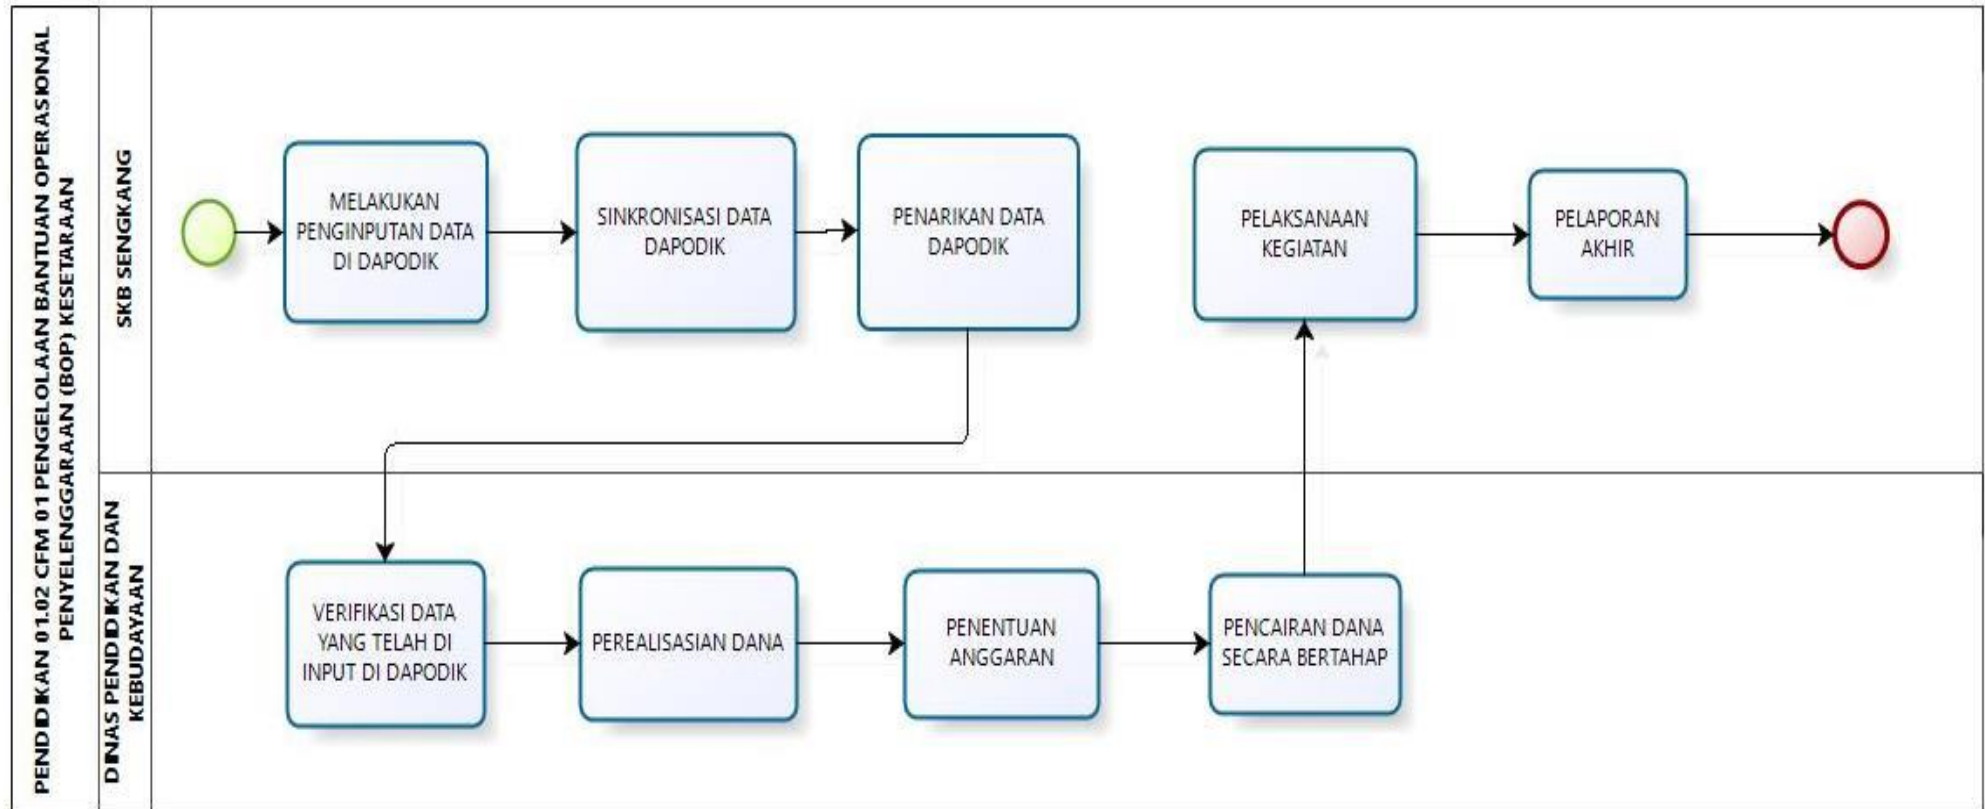 PENDIDIKAN 01.02 CFM 01 PENGELOLAAN BANTUAN OPERASIONAL
PENYELENGGARAAN (BOP) KESETARAAN
SKB SENGKANG
MELAKUKAN
PENGINPUTAN DATA
DI DAPODIK
SINKRONISASI DATA
DAPODIK
PENARIKAN DATA
DAPODIK
PELAKSANAAN
KEGIATAN
PELAPORAN
AKHIR
DINAS PENDIDIKAN DAN
KEBUDAYAAN
VERIFIKASI DATA
YANG TELAH DI
INPUT DI DAPODIK
PEREALISASIAN DANA
PENENTUAN
ANGGARAN
PENCAIRAN DANA
SECARA BERTAHAP